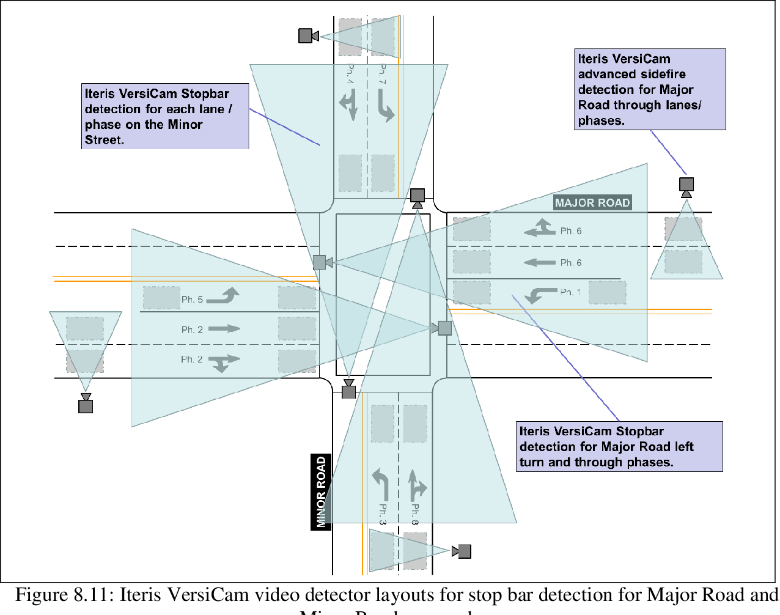 Iteris VersiCam Stopbar
detection for each lane /
phase on the Minor
Street.
Iteris VersiCam
advanced sidefire
detection for Major
Road through lanes/
phases.
Ph. 4
Ph. 7
MAJOR ROAD
Ph. 6
Ph. 6
Ph. 1
Ph. 5
Ph. 2
Ph. 2
Iteris VersiCam Stopbar
detection for Major Road left
turn and through phases.
MINOR ROAD
Ph. 3
Ph. 8
Figure 8.11: Iteris VersiCam video detector layouts for stop bar detection for Major Road and